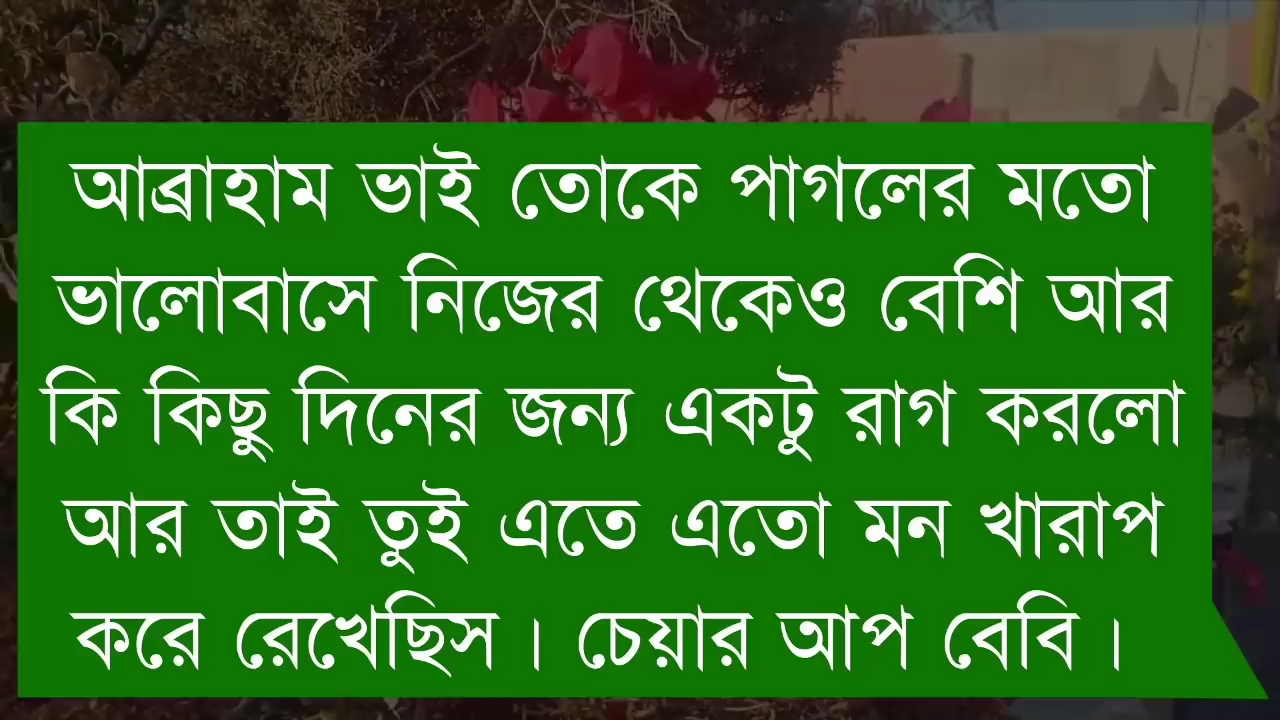 আব্রাহাম ভাই তোকে পাগলের মতো
ভালোবাসে নিজের থেকেও বেশি আর
কি কিছু দিনের জন্য একটু রাগ করলো
আর তাই তুই এতে এতো মন খারাপ
করে রেখেছিস। চেয়ার আপ বেবি।